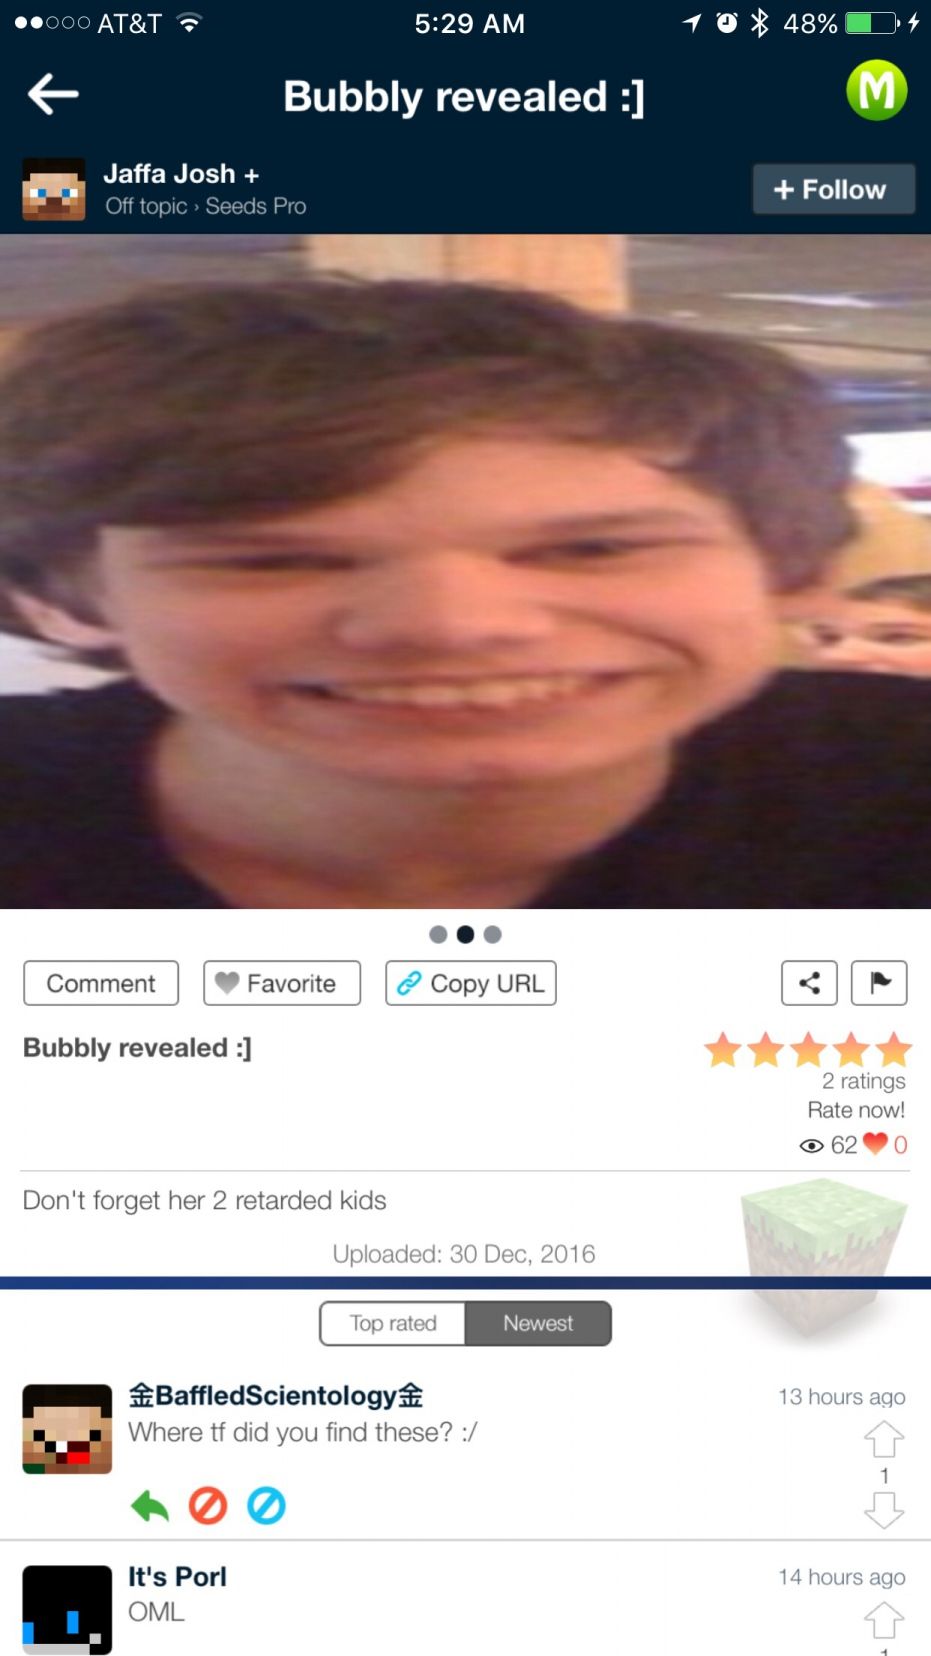 AT&T 5:29 AM 48%
Bubbly revealed :]
M
Jaffa Josh +
Off topic › Seeds Pro
+ Follow
Comment Favorite Copy URL
Bubbly revealed :]
2 ratings
Rate now!
62 0
Don't forget her 2 retarded kids
Uploaded: 30 Dec, 2016
Top rated Newest
金BaffledScientology金 13 hours ago
Where tf did you find these? :/
1
It's Porl 14 hours ago
OML
1